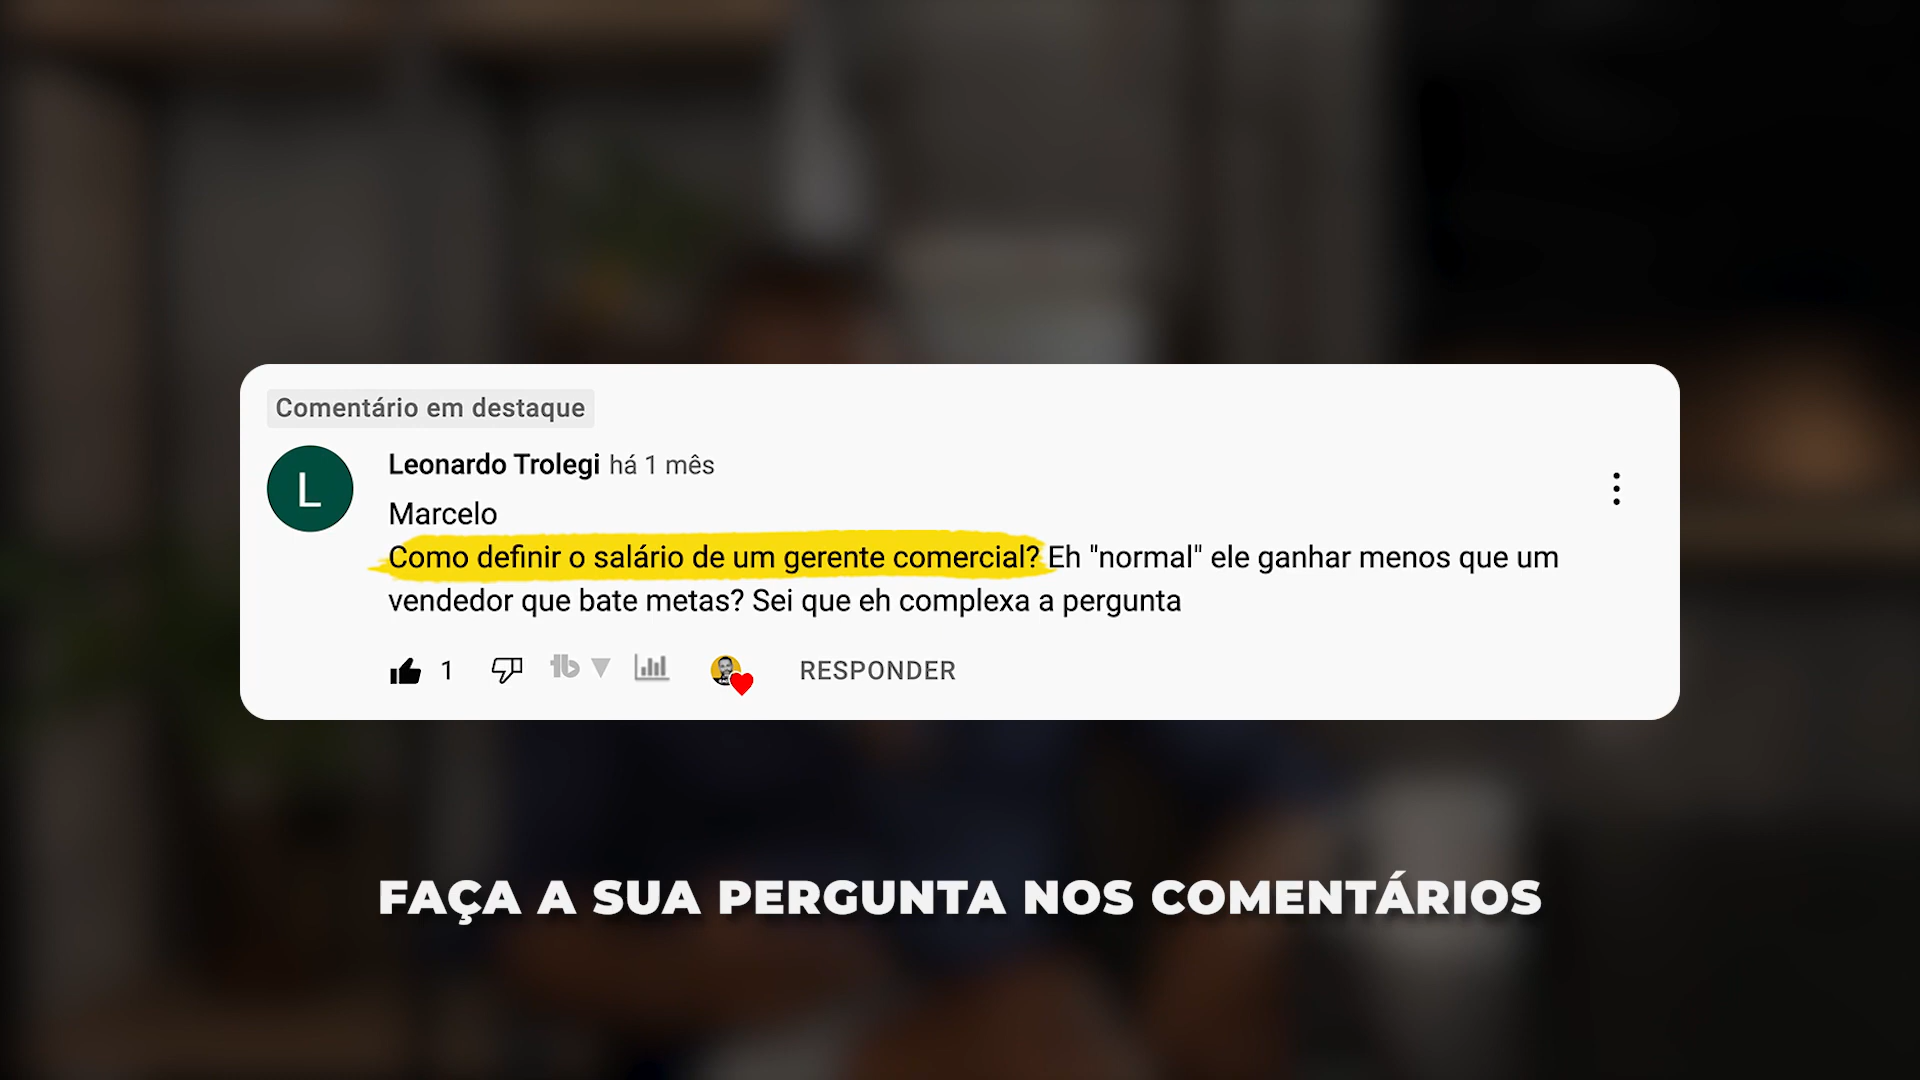 Comentário em destaque
L
Leonardo Trolegi há 1 mês
Marcelo
Como definir o salário de um gerente comercial? Eh "normal" ele ganhar menos que um
vendedor que bate metas? Sei que eh complexa a pergunta
1
RESPONDER
FAÇA A SUA PERGUNTA NOS COMENTÁRIOS